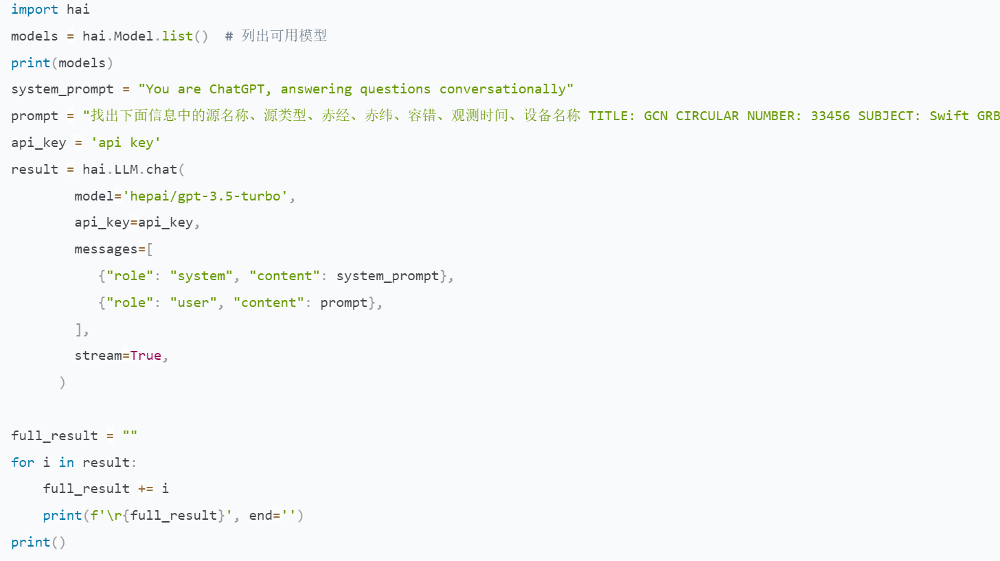 import hai
models = hai.Model.list()  # 列出可用模型
print(models)
system_prompt = "You are ChatGPT, answering questions conversationally"
prompt = "找出下面信息中的源名称、源类型、赤经、赤纬、容错、观测时间、设备名称 TITLE: GCN CIRCULAR NUMBER: 33456 SUBJECT: Swift GRB
api_key = 'api key'
result = hai.LLM.chat(
        model='hepai/gpt-3.5-turbo',
        api_key=api_key,
        messages=[
           {"role": "system", "content": system_prompt},
           {"role": "user", "content": prompt},
        ],
        stream=True,
      )
full_result = ""
for i in result:
    full_result += i
    print(f'\r{full_result}', end='')
print()